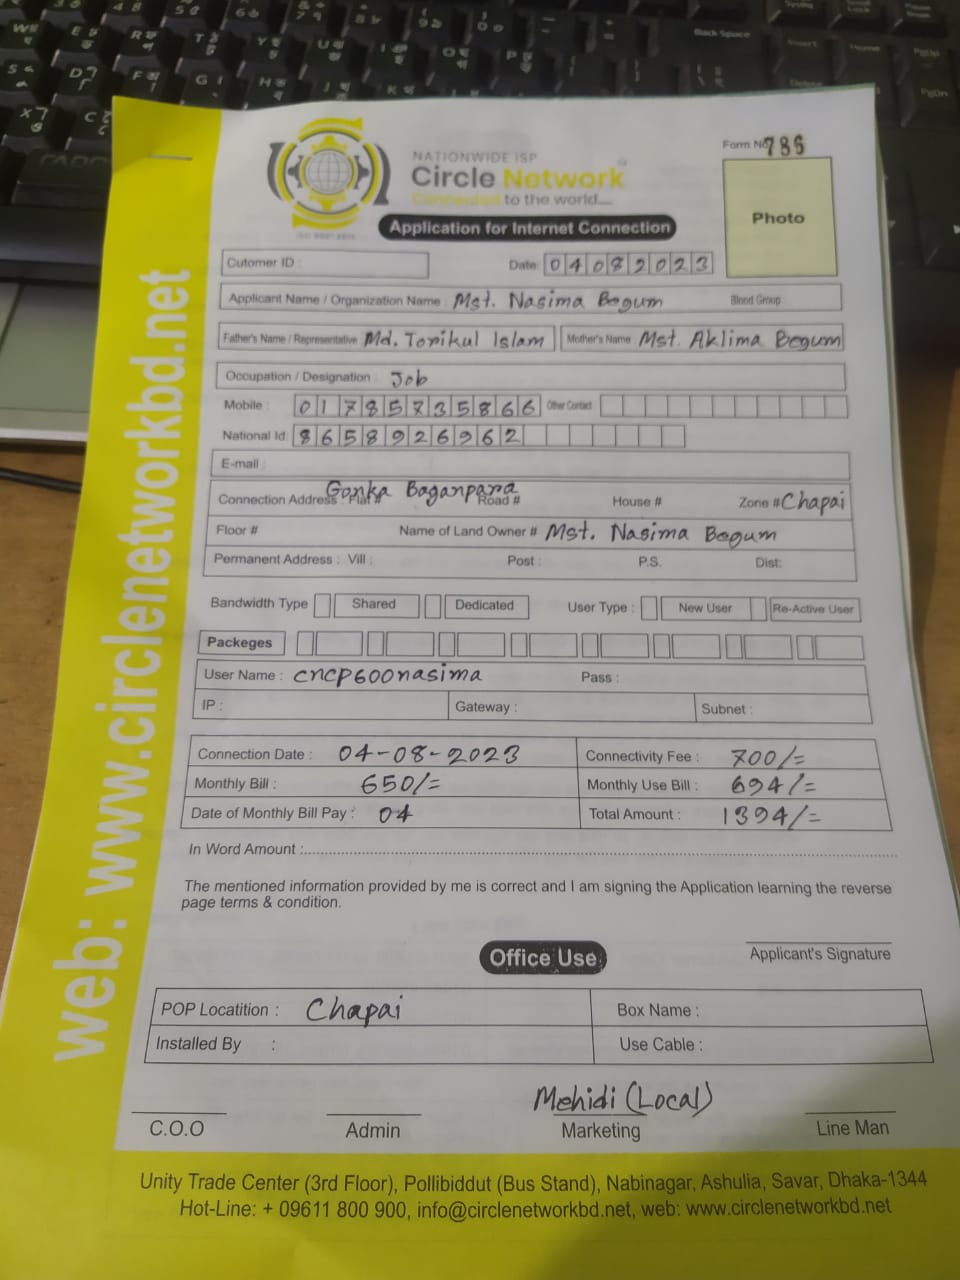 NATIONWIDE ISP
Circle Network
Connected to the world....
Form No 786
Photo
Application for Internet Connection
Cutomer ID :
Date: 04082023
Applicant Name / Organization Name : Mst. Nasima Begum Blood Group
Father's Name / Representative Md. Torikul Islam Mother's Name Mst. Aklima Begum
Occupation / Designation : Job
Mobile : 01785735866 Other Contact
National Id: 8658926962
E-mail :
Connection Address : Flat # Gonka Baganpara Road # House # Zone # Chapai
Floor # Name of Land Owner # Mst. Nasima Begum
Permanent Address : Vill : Post : P.S. Dist:
Bandwidth Type Shared Dedicated User Type : New User Re-Active User
Packeges
User Name : cncp600nasima Pass :
IP : Gateway : Subnet :
Connection Date : 04-08-2023 Connectivity Fee : 700/=
Monthly Bill : 650/= Monthly Use Bill : 694/=
Date of Monthly Bill Pay : 04 Total Amount : 1394/=
In Word Amount :
The mentioned information provided by me is correct and I am signing the Application learning the reverse
page terms & condition.
Applicant's Signature
Office Use
POP Locatition : Chapai Box Name :
Installed By : Use Cable :
Mehidi (Local)
C.O.O Admin Marketing Line Man
Unity Trade Center (3rd Floor), Pollibiddut (Bus Stand), Nabinagar, Ashulia, Savar, Dhaka-1344
Hot-Line: + 09611 800 900, info@circlenetworkbd.net, web: www.circlenetworkbd.net
web: www.circlenetworkbd.net